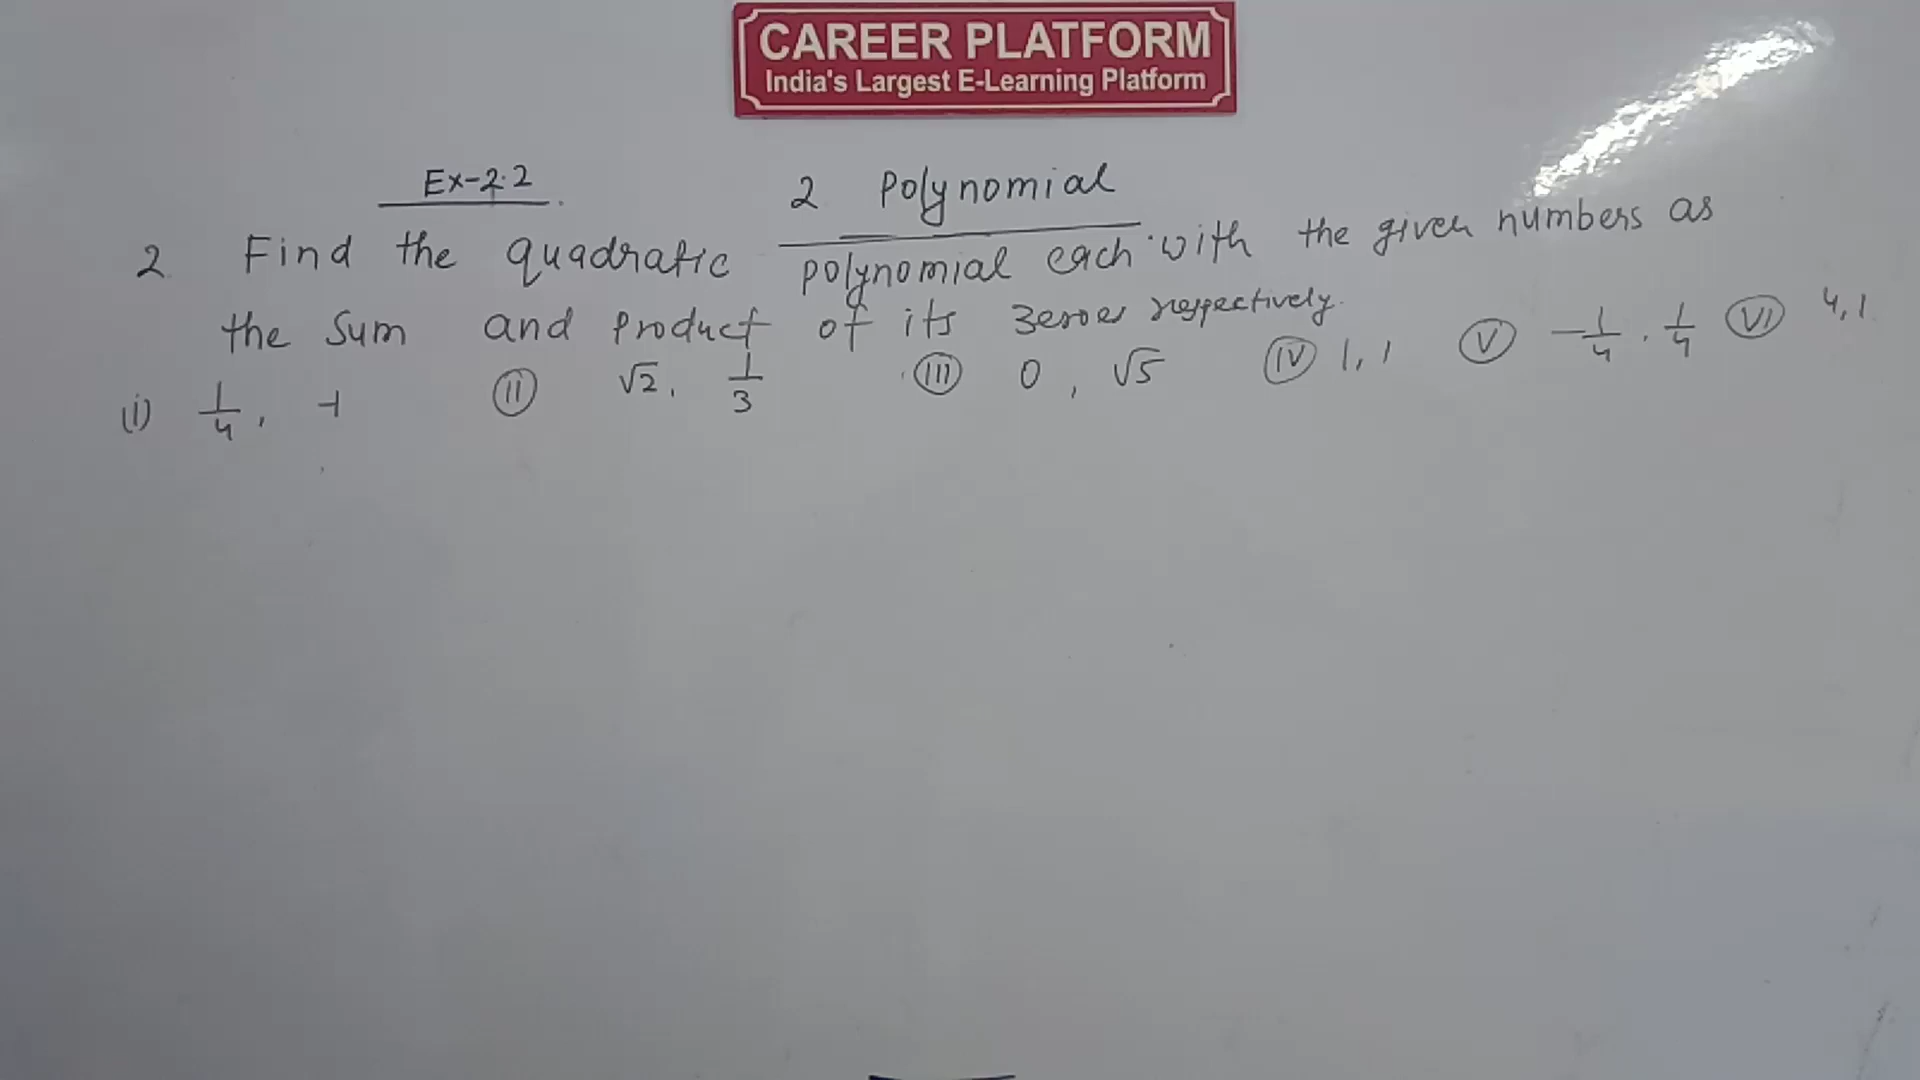 CAREER PLATFORM
India's Largest E-Learning Platform
Ex-2.2
2 Polynomial
2 Find the quadratic polynomial each with the given numbers as
the sum and product of its zeroes respectively.
(i) 1/4, -1 (II) √2, 1/3 (III) 0, √5 (IV) 1, 1 (V) -1/4, 1/4 (VI) 4, 1